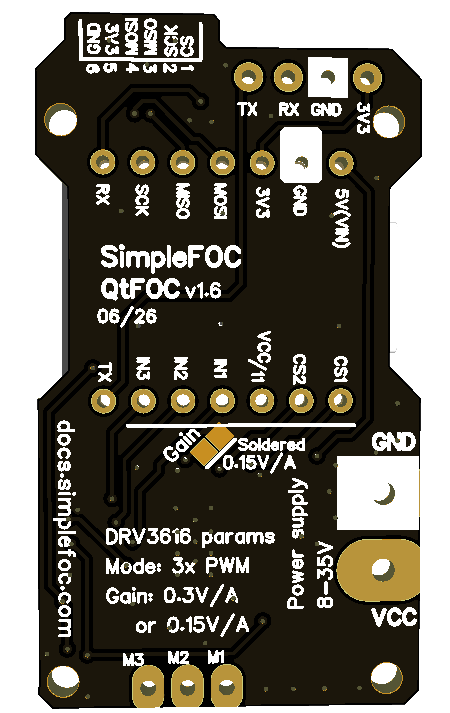 GND 6
3V3 5
MISO 4
MOSI 3
SCK 2
CS 1
TX RX GND 3V3
RX SCK MISO MOSI 3V3 GND 5V(VIN)
SimpleFOC
QtFOC v1.6
06/26
TX IN3 IN2 IN1 VCC/11 CS2 CS1
Gain
Soldered
0.15V/A
docs.simplefoc.com
GND
Power supply
8-35V
VCC
DRV3616 params
Mode: 3x PWM
Gain: 0.3V/A
or 0.15V/A
M3 M2 M1